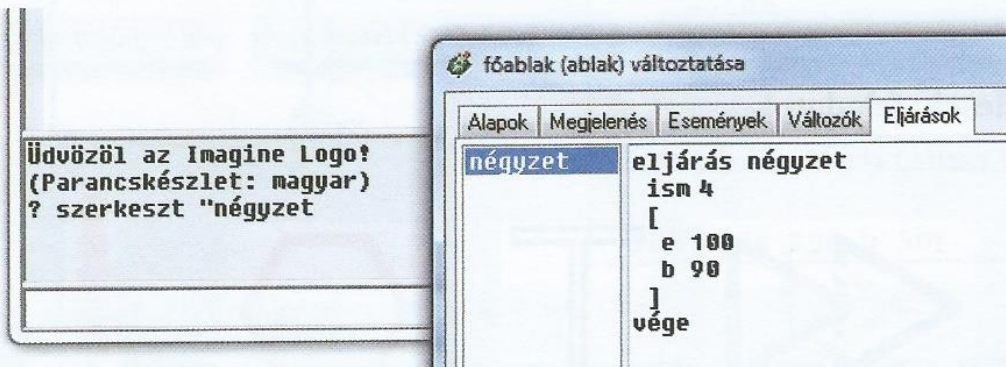 főablak (ablak) változtatása
Alapok Megjelenés Események Változók Eljárások
Üdvözöl az Imagine Logo!
(Parancskészlet: magyar)
? szerkeszt "négyzet
négyzet
eljárás négyzet
ism 4
[
e 100
b 90
]
vége